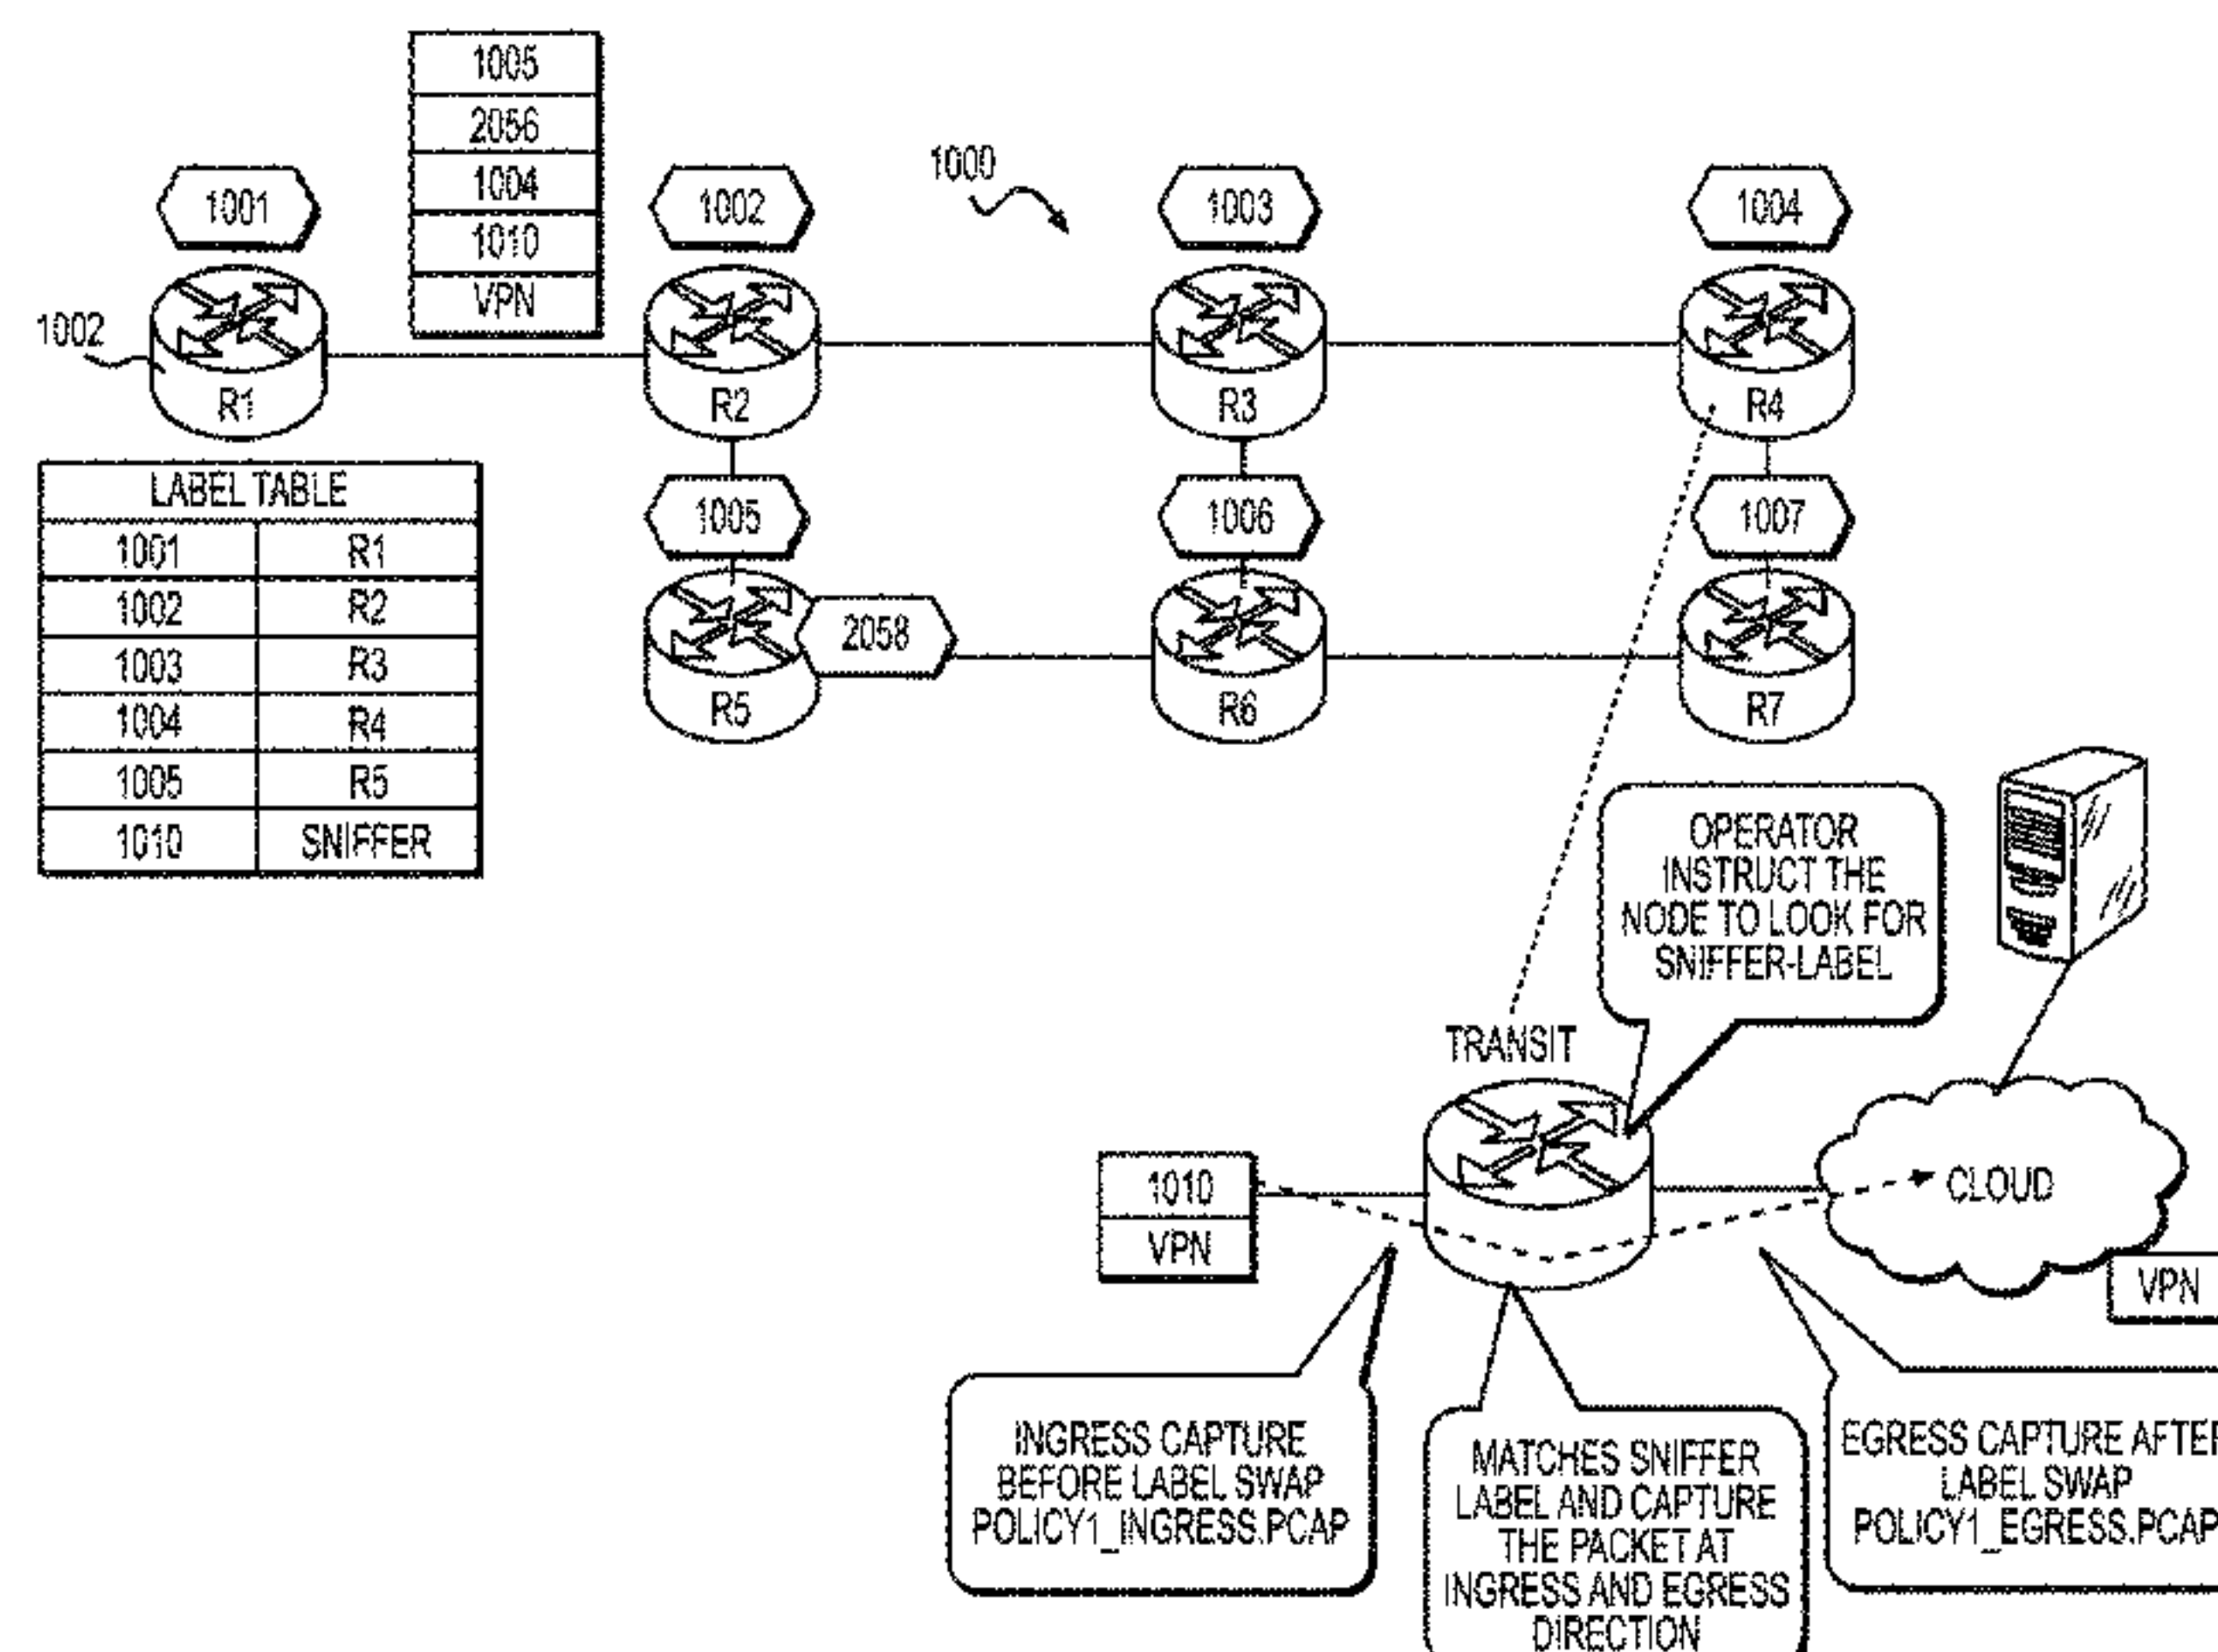 1005
2056
1004
1010
VPN
1001
1002
1000
1003
1004
1002
R1
R2
R3
R4
LABEL TABLE
1001 R1
1002 R2
1003 R3
1004 R4
1005 R5
1010 SNIFFER
1005
1006
1007
2058
R5
R6
R7
OPERATOR
INSTRUCT THE
NODE TO LOOK FOR
SNIFFER-LABEL
TRANSIT
1010
VPN
CLOUD
VPN
INGRESS CAPTURE
BEFORE LABEL SWAP
POLICY1_INGRESS.PCAP
MATCHES SNIFFER
LABEL AND CAPTURE
THE PACKET AT
INGRESS AND EGRESS
DIRECTION
EGRESS CAPTURE AFTER
LABEL SWAP
POLICY1_EGRESS.PCAP